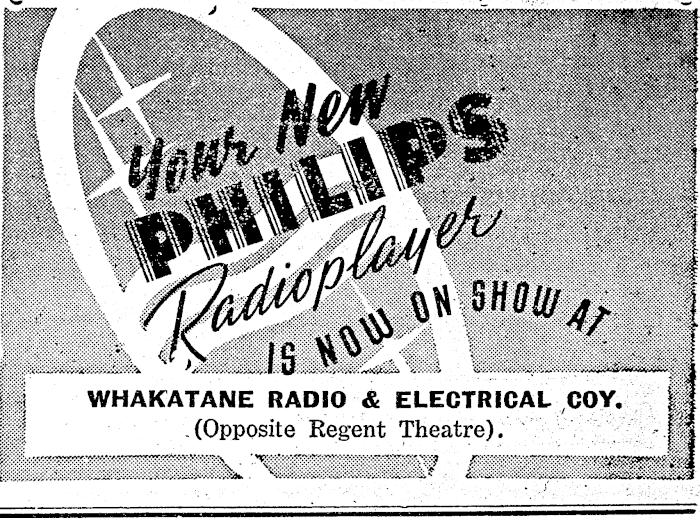 Your New
PHILIPS
Radioplayer
IS NOW ON SHOW AT
WHAKATANE RADIO & ELECTRICAL COY.
(Opposite Regent Theatre).